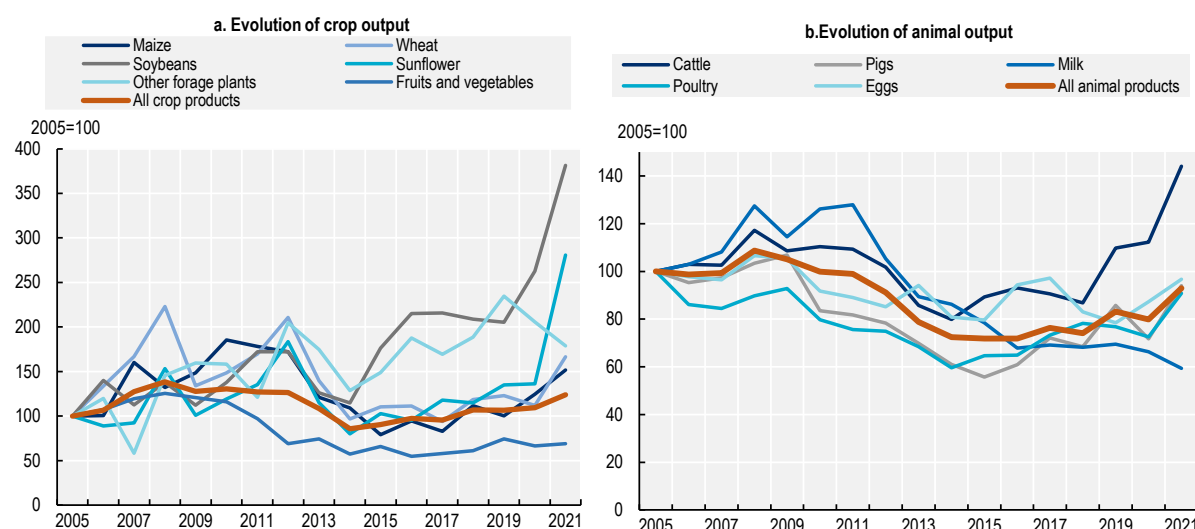 a. Evolution of crop output
Maize
Wheat
Soybeans
Sunflower
Other forage plants
Fruits and vegetables
All crop products
2005=100
400
350
300
250
200
150
100
50
0
2005 2007 2009 2011 2013 2015 2017 2019 2021
b.Evolution of animal output
Cattle
Pigs
Milk
Poultry
Eggs
All animal products
2005=100
140
120
100
80
60
40
20
0
2005 2007 2009 2011 2013 2015 2017 2019 2021